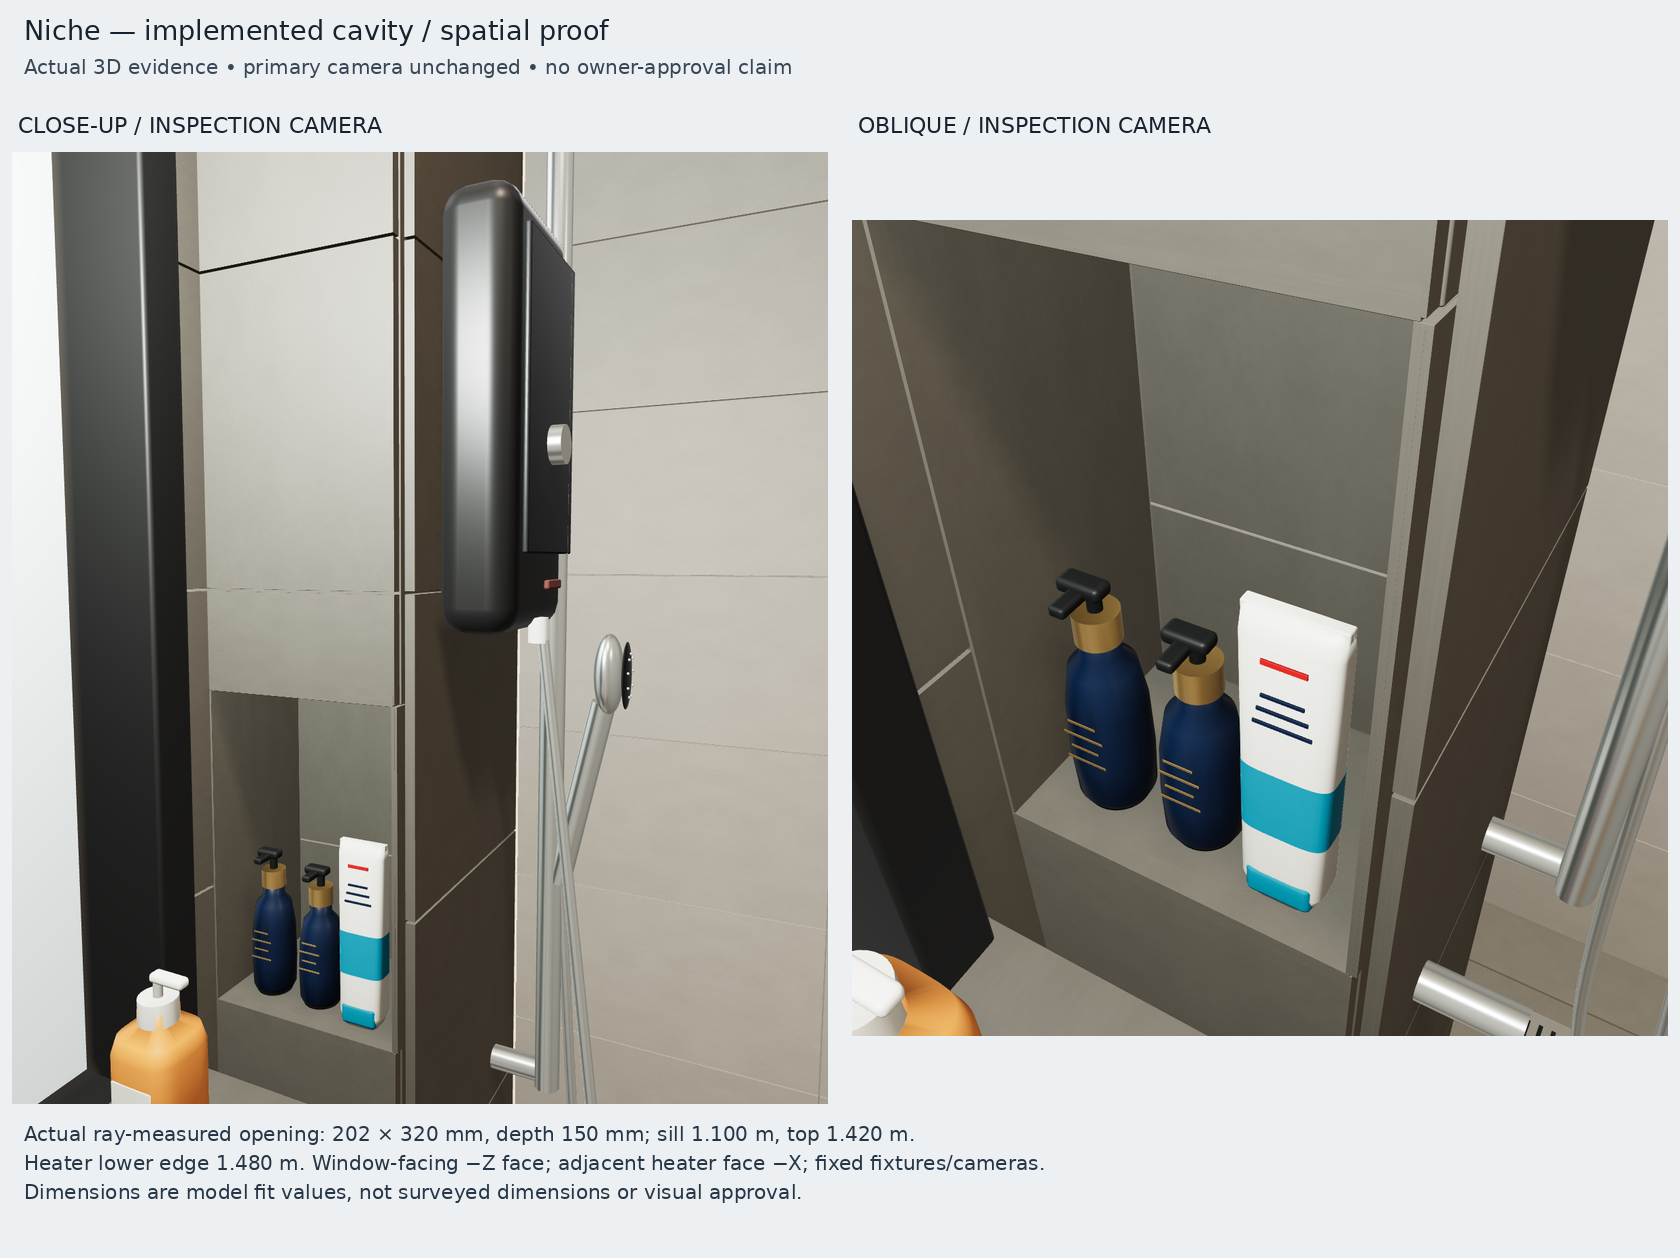 Niche — implemented cavity / spatial proof
Actual 3D evidence • primary camera unchanged • no owner-approval claim
CLOSE-UP / INSPECTION CAMERA
OBLIQUE / INSPECTION CAMERA
Actual ray-measured opening: 202 × 320 mm, depth 150 mm; sill 1.100 m, top 1.420 m.
Heater lower edge 1.480 m. Window-facing −Z face; adjacent heater face −X; fixed fixtures/cameras.
Dimensions are model fit values, not surveyed dimensions or visual approval.